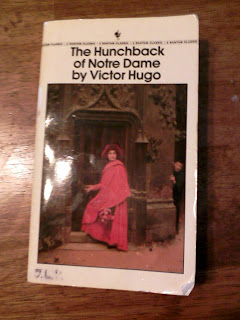 The Hunchback
of Notre Dame
by Victor Hugo